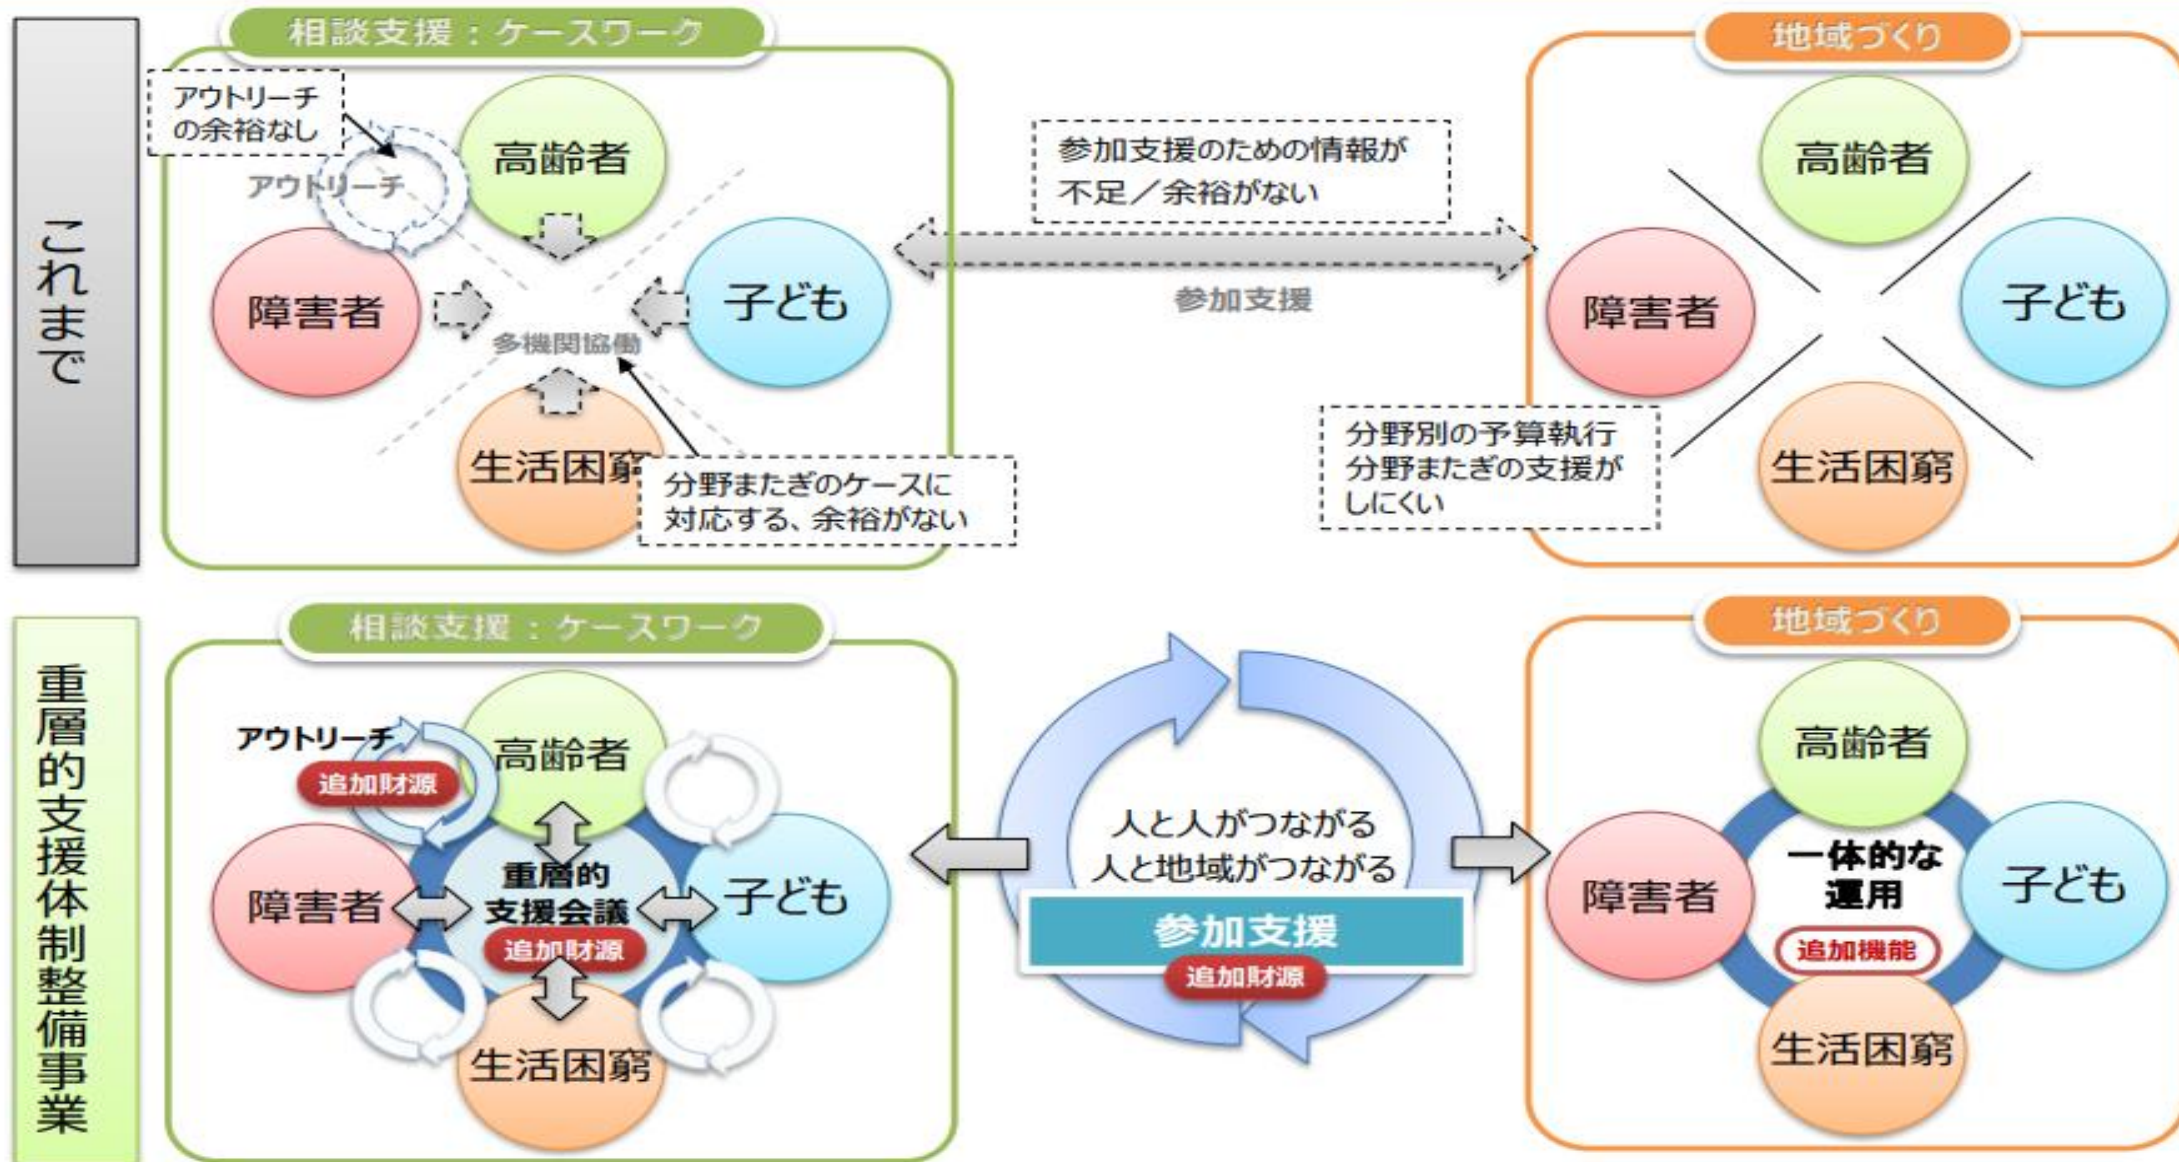 これまで
相談支援：ケースワーク
アウトリーチ
の余裕なし
アウトリーチ
高齢者
障害者
子ども
多機関協働
生活困窮
分野またぎのケースに
対応する、余裕がない
参加支援のための情報が
不足／余裕がない
参加支援
地域づくり
高齢者
障害者
子ども
生活困窮
分野別の予算執行
分野またぎの支援が
しにくい
重層的支援体制整備事業
相談支援：ケースワーク
アウトリーチ
追加財源
高齢者
障害者
重層的
支援会議
追加財源
子ども
生活困窮
人と人がつながる
人と地域がつながる
参加支援
追加財源
地域づくり
高齢者
障害者
一体的な
運用
追加機能
子ども
生活困窮